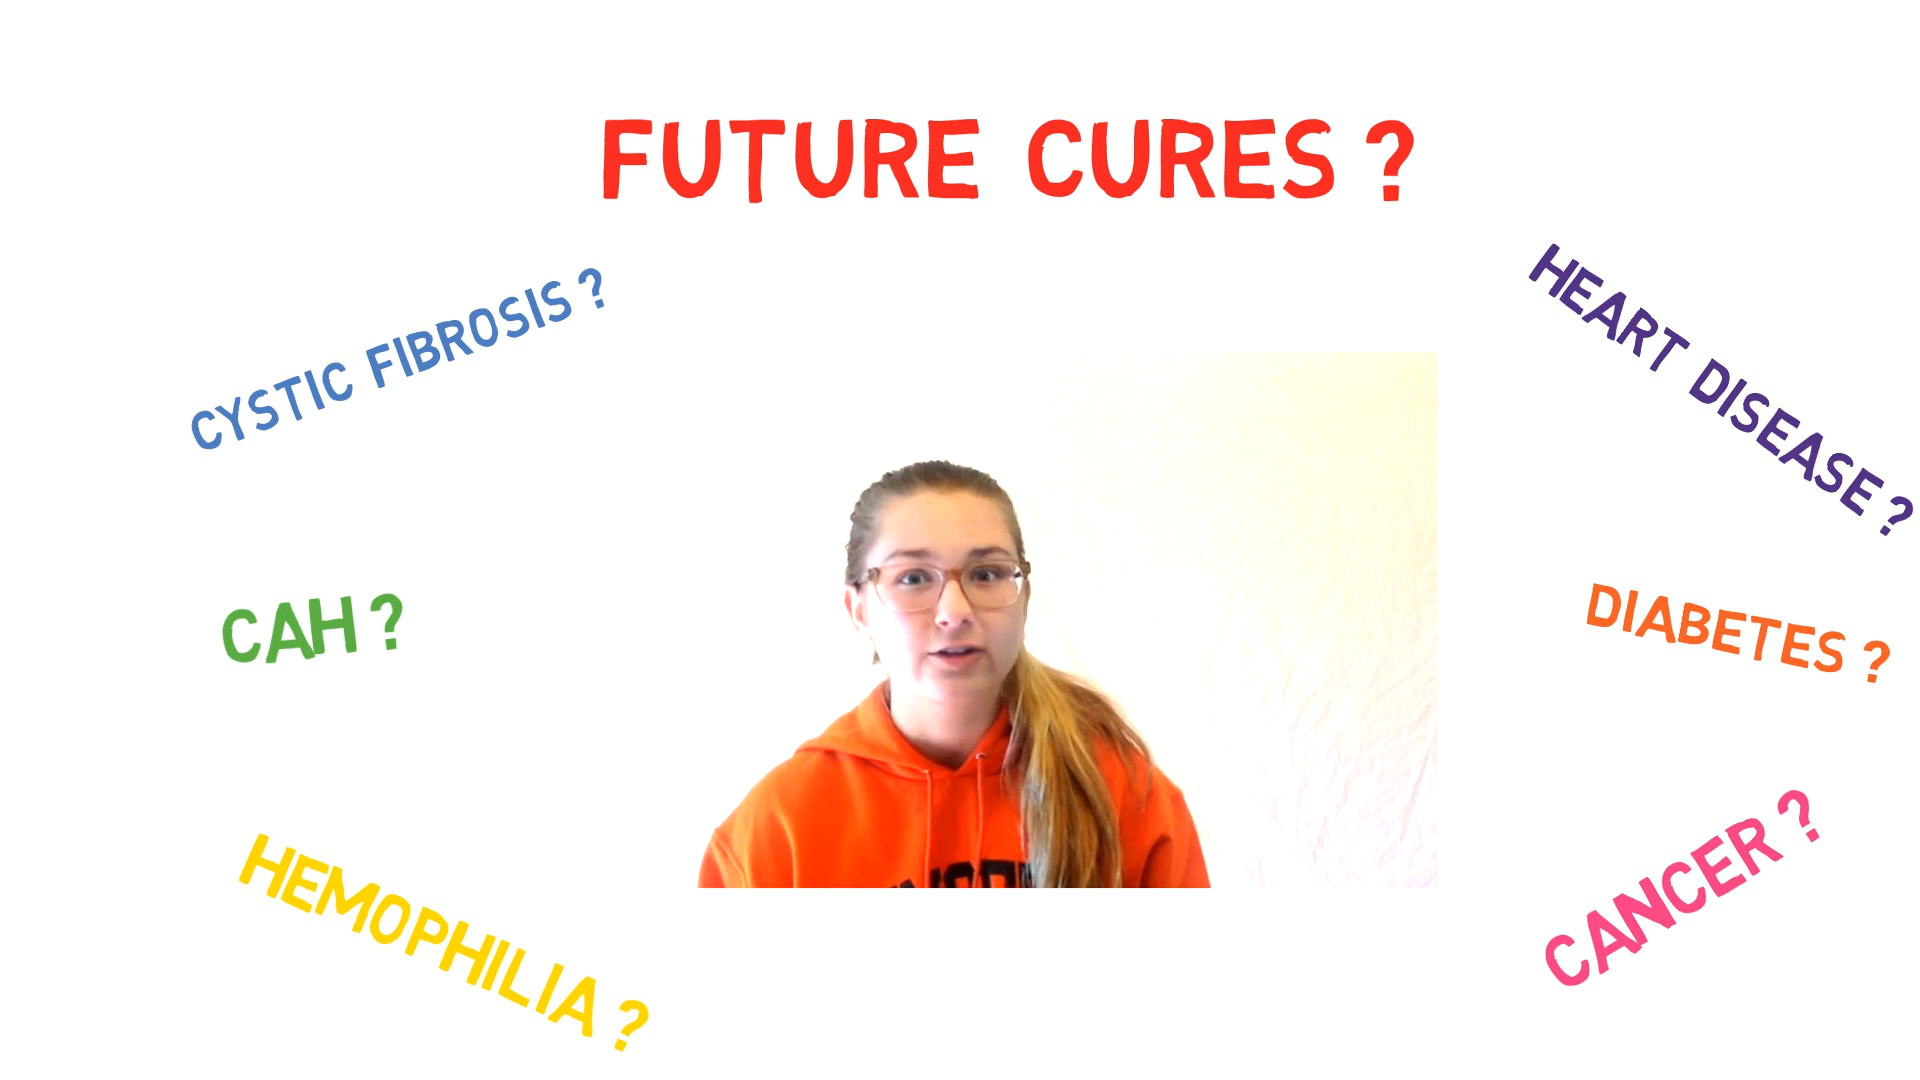 FUTURE CURES ?
CYSTIC FIBROSIS ?
HEART DISEASE ?
CAH ?
DIABETES ?
HEMOPHILIA ?
CANCER ?